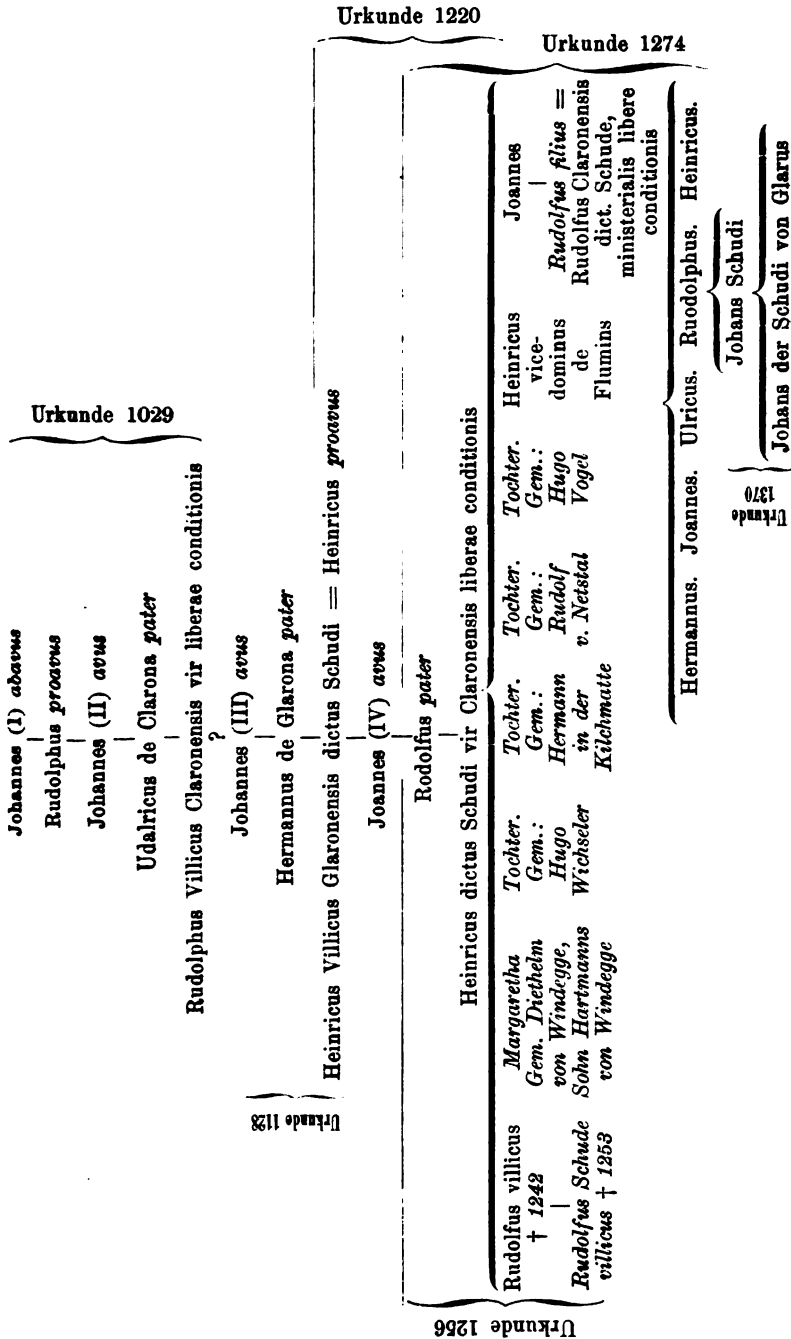 Johannes (I) abavus
Rudolphus proavus
Johannes (II) avus
Udalricus de Clarona pater
Rudolphus Villicus Claronensis vir liberae conditionis
Urkunde 1029
?
Johannes (III) avus
Hermannus de Glarona pater
Heinricus Villicus Glaronensis dictus Schudi = Heinricus proavus
Urkunde 1128
Joannes (IV) avus
Rodolfus pater
Heinricus dictus Schudi vir Claronensis liberae conditionis
Urkunde 1220
Rudolfus villicus
† 1242
Rudolfus Schude
villicus † 1253
Margaretha
Gem. Diethelm
von Windegge,
Sohn Hartmanns
von Windegge
Tochter.
Gem.:
Hugo
Wichseler
Tochter.
Gem.:
Hermann
in der
Kilchmatte
Tochter.
Gem.:
Rudolf
v. Netstal
Tochter.
Gem.:
Hugo
Vogel
Heinricus
vice-
dominus
de
Flumins
Joannes
Rudolfus filius =
Rudolfus Claronensis
dict. Schude,
ministerialis libere
conditionis
Urkunde 1256
Urkunde 1274
Hermannus. Joannes. Ulricus. Ruodolphus. Heinricus.
Johans Schudi
Johans der Schudi von Glarus
Urkunde
1370